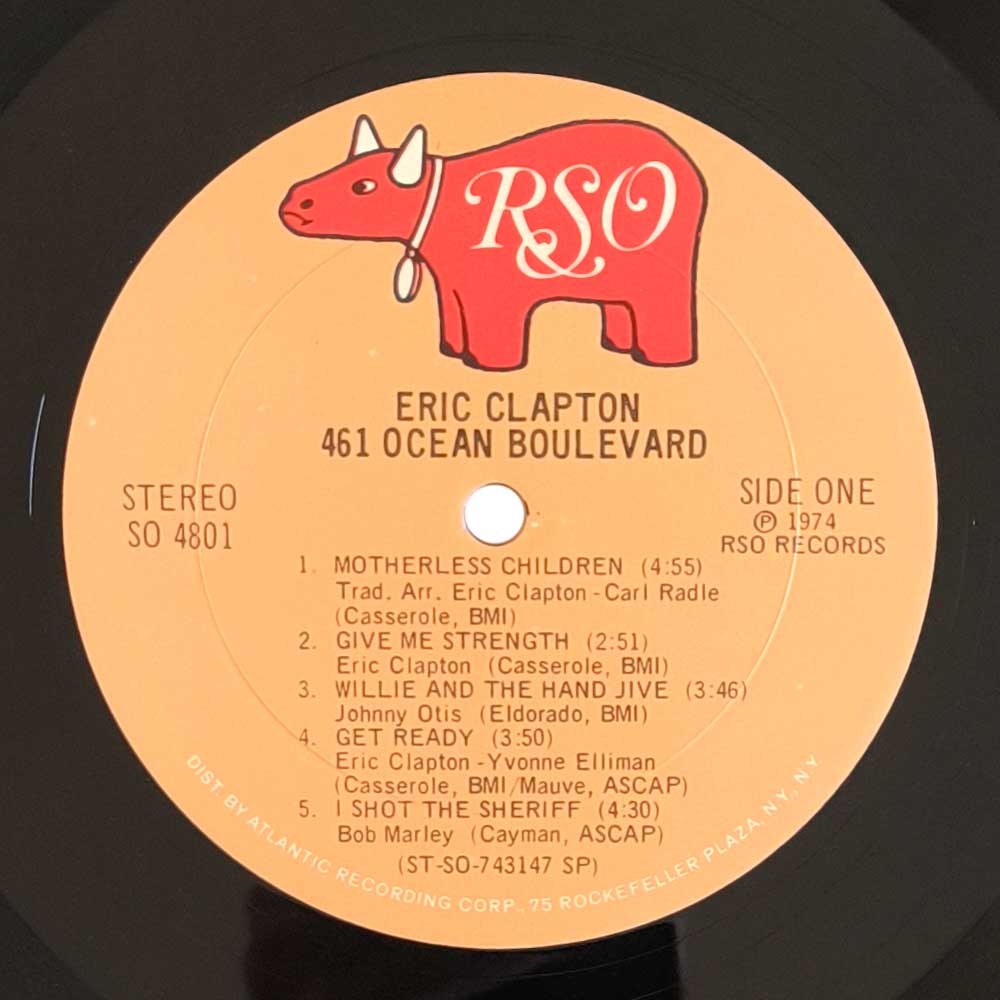 RSO
ERIC CLAPTON
461 OCEAN BOULEVARD
STEREO
SO 4801
SIDE ONE
℗ 1974
RSO RECORDS
1. MOTHERLESS CHILDREN (4:55)
Trad. Arr. Eric Clapton - Carl Radle
(Casserole, BMI)
2. GIVE ME STRENGTH (2:51)
Eric Clapton (Casserole, BMI)
3. WILLIE AND THE HAND JIVE (3:46)
Johnny Otis (Eldorado, BMI)
4. GET READY (3:50)
Eric Clapton - Yvonne Elliman
(Casserole, BMI/Mauve, ASCAP)
5. I SHOT THE SHERIFF (4:30)
Bob Marley (Cayman, ASCAP)
(ST-SO-743147 SP)
DIST. BY ATLANTIC RECORDING CORP., 75 ROCKEFELLER PLAZA, N.Y., N.Y.